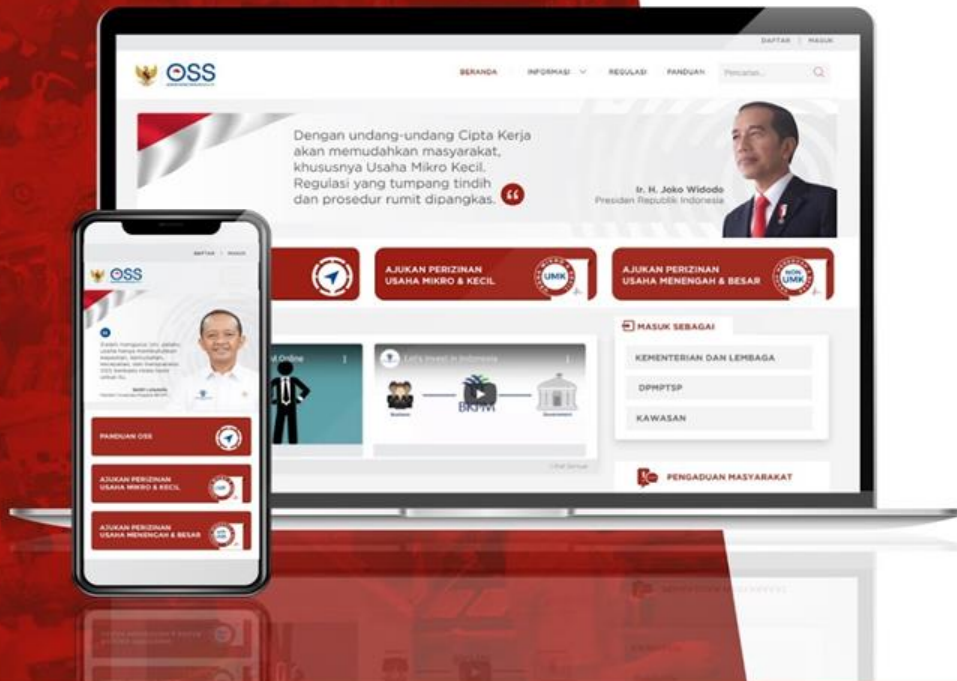 DAFTAR | MASUK
OSS
BERANDA
INFORMASI
REGULASI
PANDUAN
Pencarian...
Dengan undang-undang Cipta Kerja
akan memudahkan masyarakat,
khususnya Usaha Mikro Kecil.
Regulasi yang tumpang tindih
dan prosedur rumit dipangkas.
Ir. H. Joko Widodo
Presiden Republik Indonesia
AJUKAN PERIZINAN
USAHA MIKRO & KECIL
UMK
AJUKAN PERIZINAN
USAHA MENENGAH & BESAR
NON
UMK
Online
Let's Invest in Indonesia
BKPM
Government
MASUK SEBAGAI
KEMENTERIAN DAN LEMBAGA
DPMPTSP
KAWASAN
PENGADUAN MASYARAKAT
DAFTAR | MASUK
OSS
PANDUAN OSS
AJUKAN PERIZINAN
USAHA MIKRO & KECIL
AJUKAN PERIZINAN
USAHA MENENGAH & BESAR